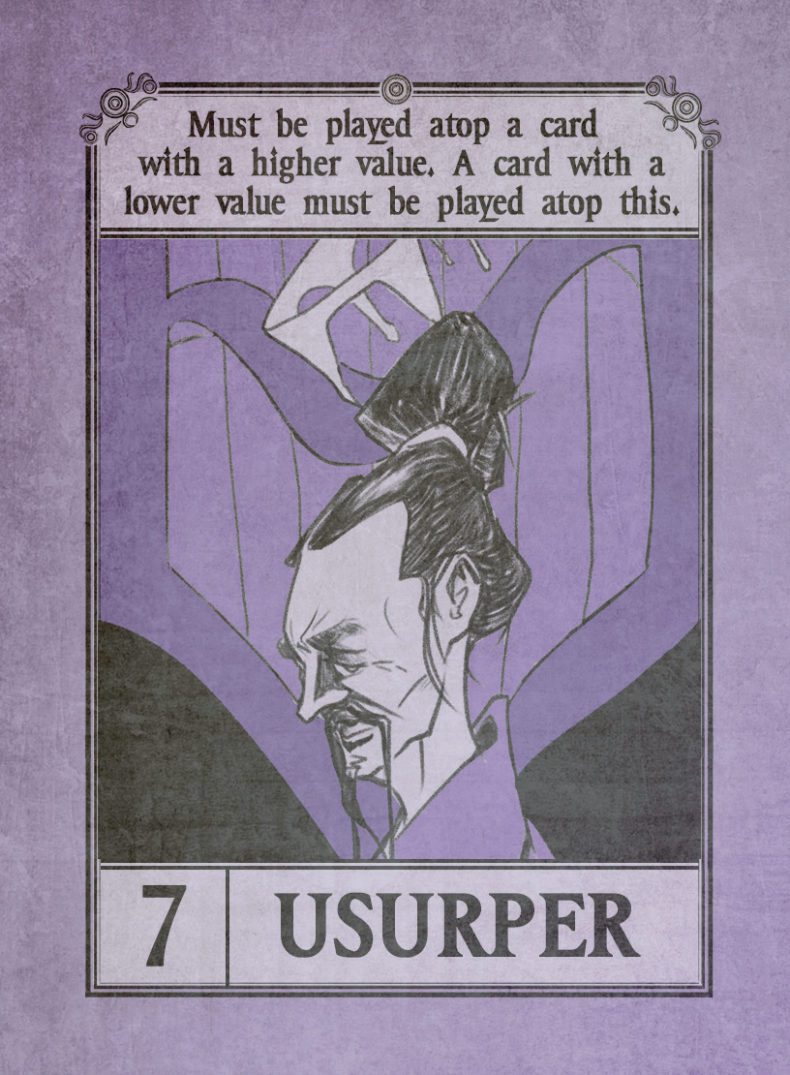 Must be played atop a card
with a higher value. A card with a
lower value must be played atop this.
7
USURPER